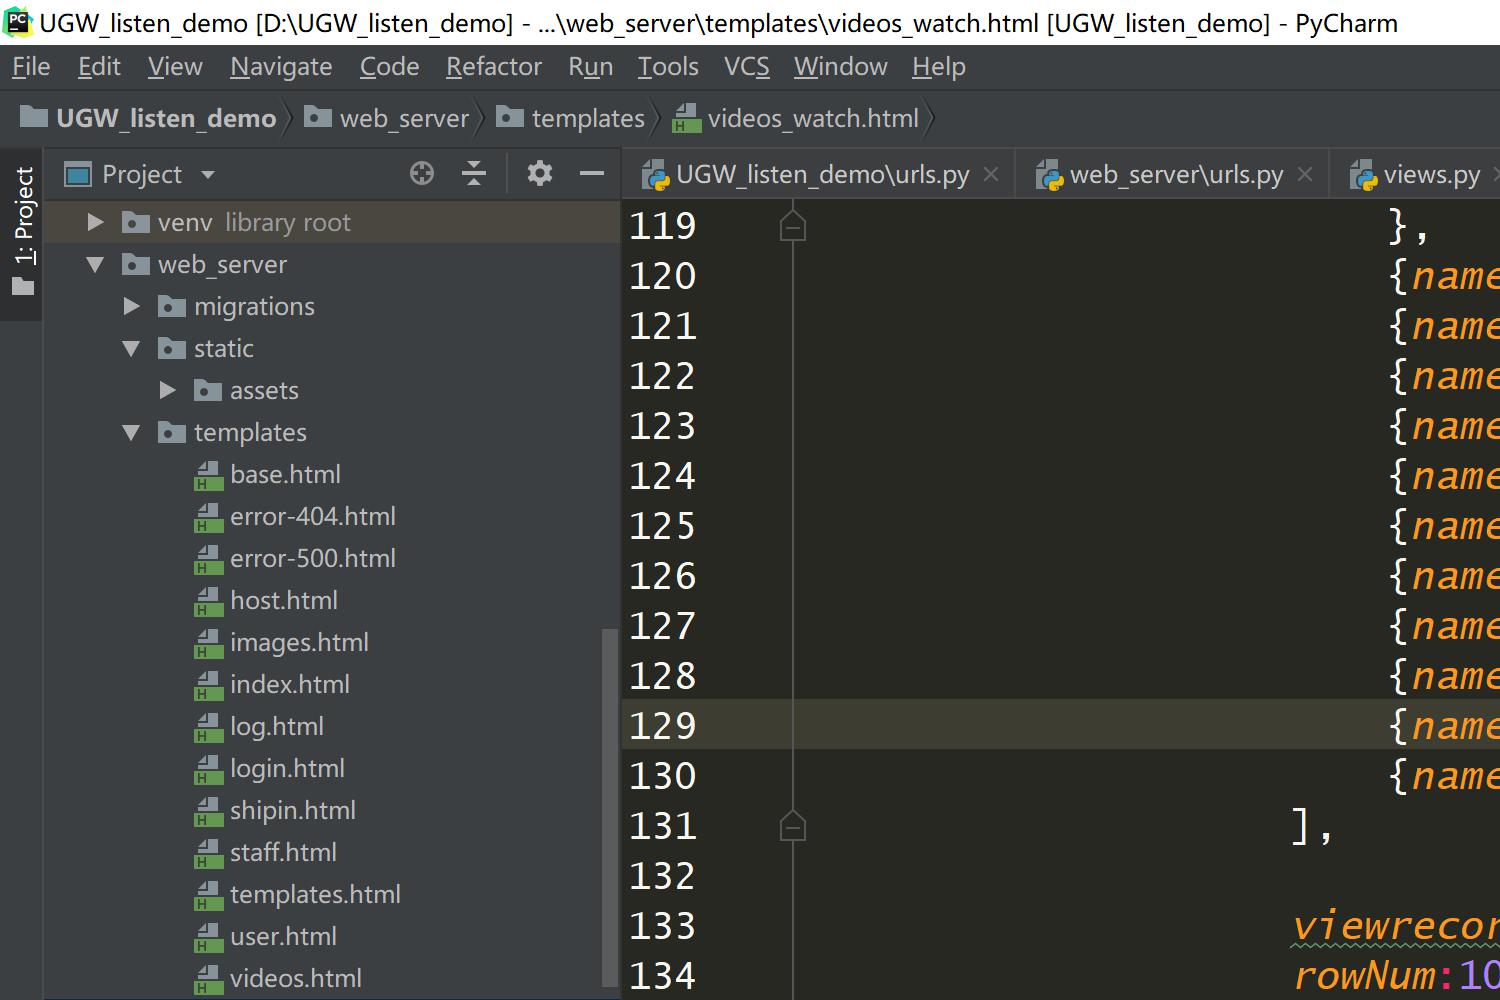 UGW_listen_demo [D:\UGW_listen_demo] - ...\web_server\templates\videos_watch.html [UGW_listen_demo] - PyCharm
File Edit View Navigate Code Refactor Run Tools VCS Window Help
UGW_listen_demo web_server templates videos_watch.html
1: Project
Project
UGW_listen_demo\urls.py web_server\urls.py views.py
venv library root
web_server
migrations
static
assets
templates
base.html
error-404.html
error-500.html
host.html
images.html
index.html
log.html
login.html
shipin.html
staff.html
templates.html
user.html
videos.html
119 },
120 {name
121 {name
122 {name
123 {name
124 {name
125 {name
126 {name
127 {name
128 {name
129 {name
130 {name
131 ],
132
133 viewrecor
134 rowNum:10